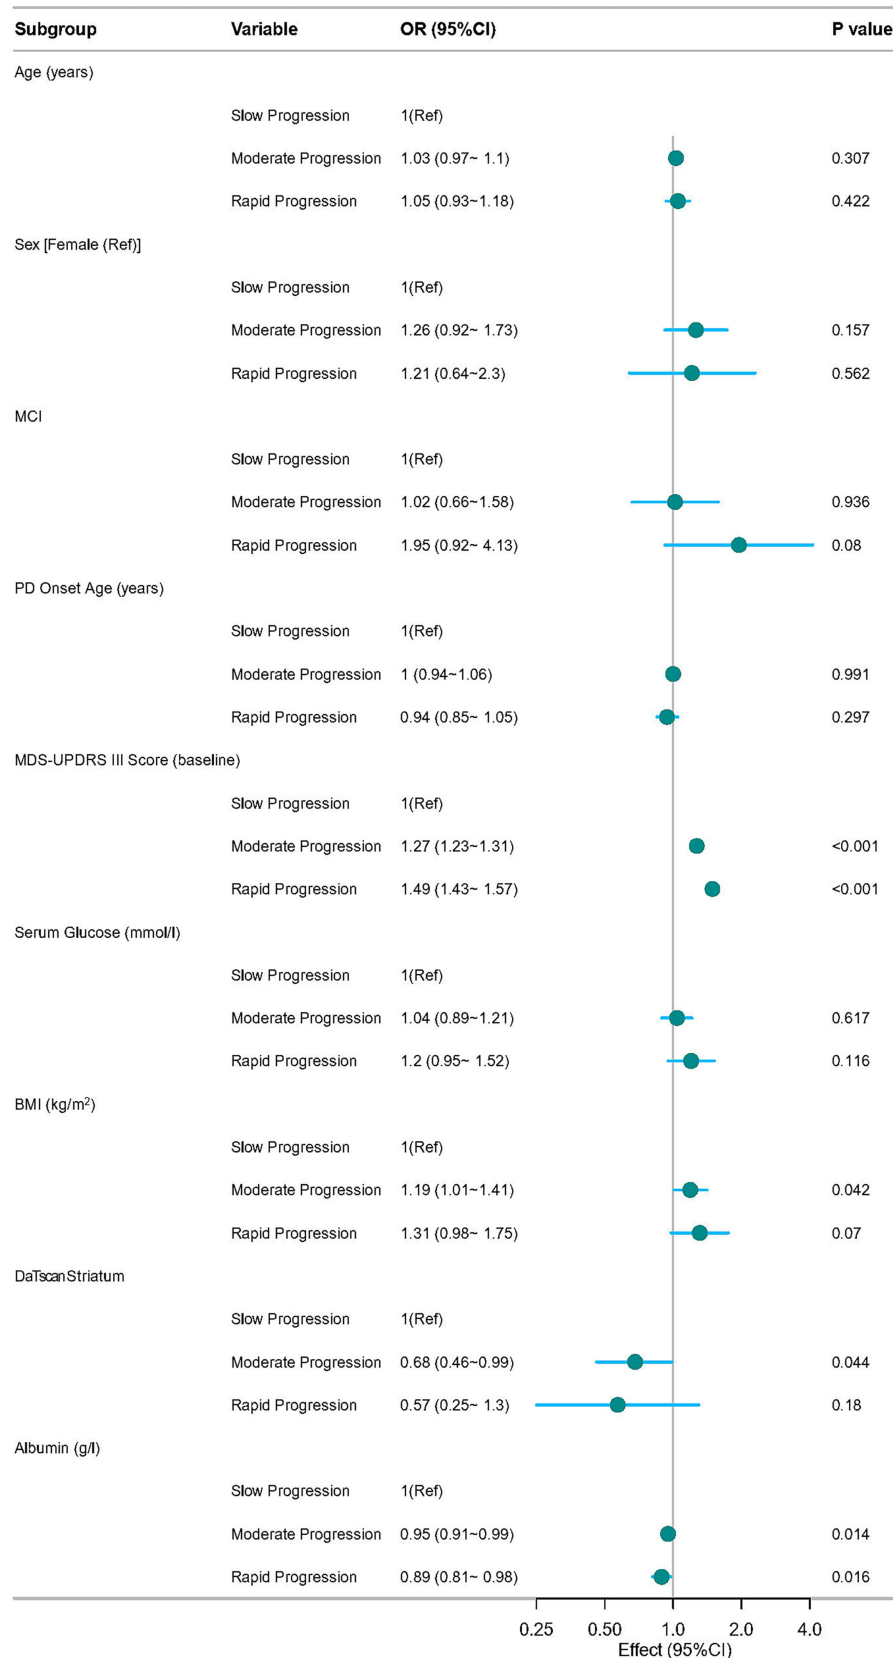 Subgroup Variable OR (95%CI) P value
Age (years)
Slow Progression 1(Ref)
Moderate Progression 1.03 (0.97~ 1.1) 0.307
Rapid Progression 1.05 (0.93~1.18) 0.422
Sex [Female (Ref)]
Slow Progression 1(Ref)
Moderate Progression 1.26 (0.92~ 1.73) 0.157
Rapid Progression 1.21 (0.64~2.3) 0.562
MCI
Slow Progression 1(Ref)
Moderate Progression 1.02 (0.66~1.58) 0.936
Rapid Progression 1.95 (0.92~ 4.13) 0.08
PD Onset Age (years)
Slow Progression 1(Ref)
Moderate Progression 1 (0.94~1.06) 0.991
Rapid Progression 0.94 (0.85~ 1.05) 0.297
MDS-UPDRS III Score (baseline)
Slow Progression 1(Ref)
Moderate Progression 1.27 (1.23~1.31) <0.001
Rapid Progression 1.49 (1.43~ 1.57) <0.001
Serum Glucose (mmol/l)
Slow Progression 1(Ref)
Moderate Progression 1.04 (0.89~1.21) 0.617
Rapid Progression 1.2 (0.95~ 1.52) 0.116
BMI (kg/m²)
Slow Progression 1(Ref)
Moderate Progression 1.19 (1.01~1.41) 0.042
Rapid Progression 1.31 (0.98~ 1.75) 0.07
DaTscanStriatum
Slow Progression 1(Ref)
Moderate Progression 0.68 (0.46~0.99) 0.044
Rapid Progression 0.57 (0.25~ 1.3) 0.18
Albumin (g/l)
Slow Progression 1(Ref)
Moderate Progression 0.95 (0.91~0.99) 0.014
Rapid Progression 0.89 (0.81~ 0.98) 0.016
0.25 0.50 1.0 2.0 4.0
Effect (95%CI)